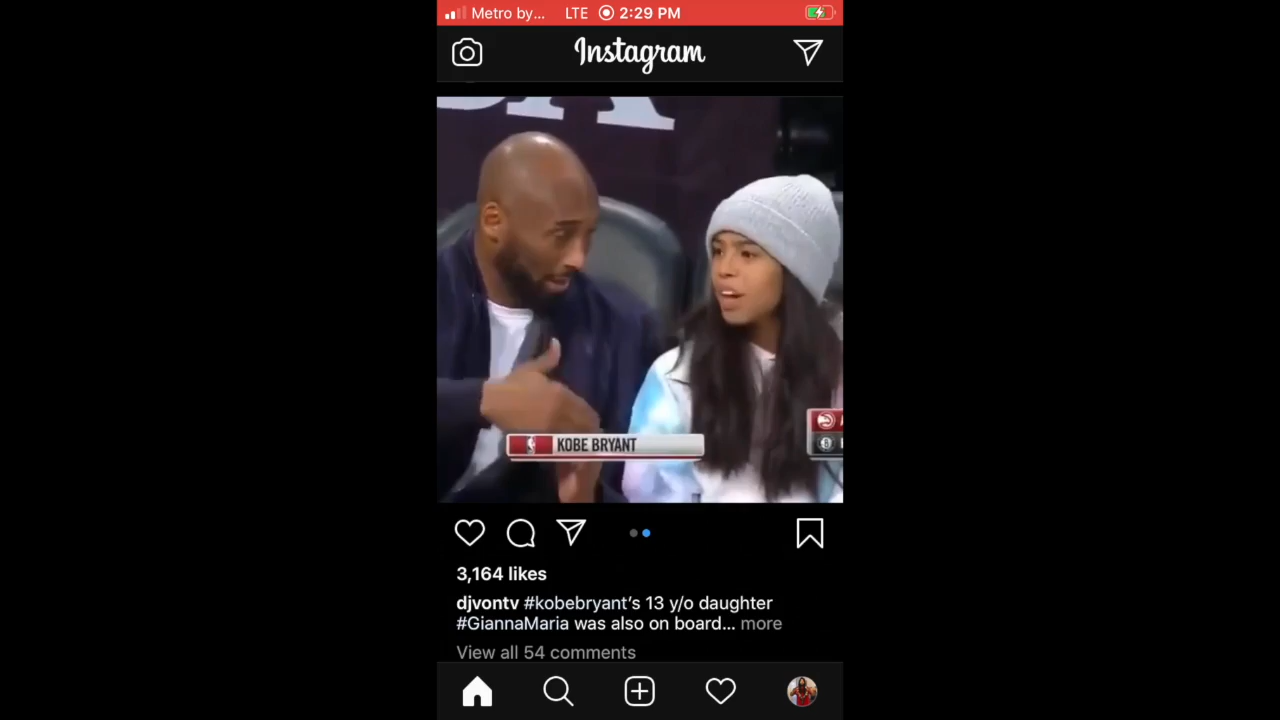 Metro by... LTE 2:29 PM
Instagram
KOBE BRYANT
3,164 likes
djvontv #kobebryant's 13 y/o daughter
#GiannaMaria was also on board... more
View all 54 comments